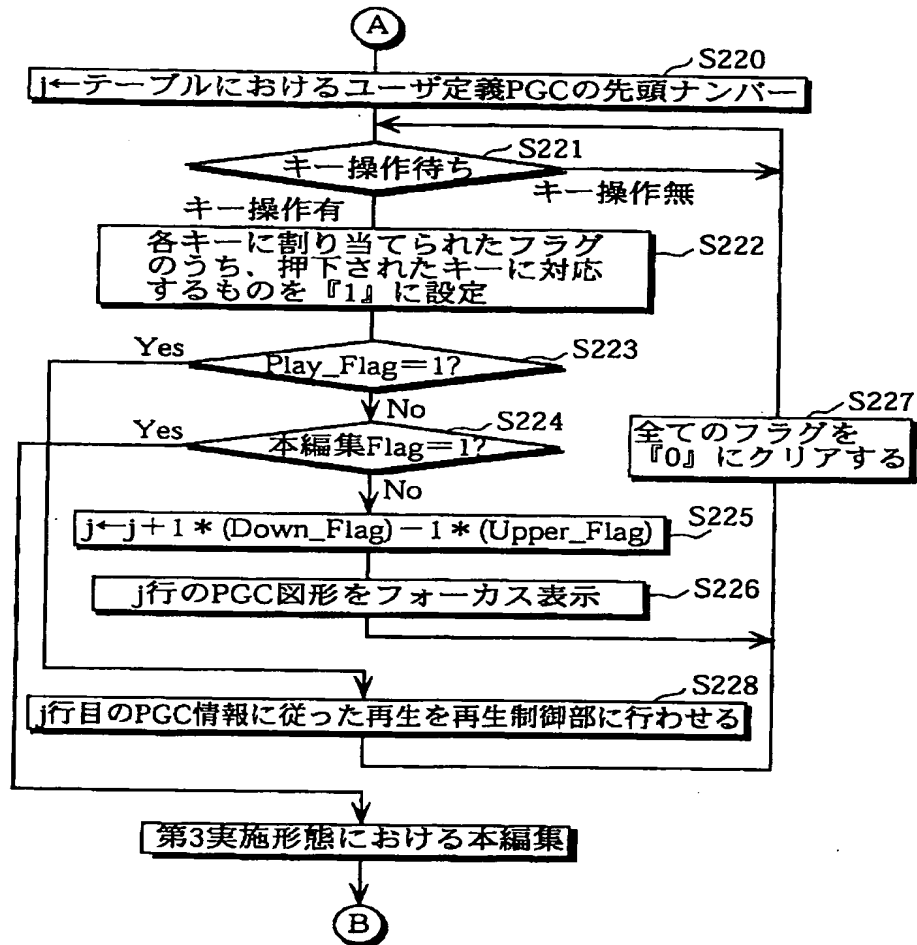 A
S220
j←テーブルにおけるユーザ定義PGCの先頭ナンバー
S221
キー操作待ち
キー操作無
キー操作有
各キーに割り当てられたフラグ
のうち、押下されたキーに対応
するものを『1』に設定
S222
Yes
Play_Flag=1?
S223
No
Yes
本編集Flag=1?
S224
No
S227
全てのフラグを
『0』にクリアする
j←j+1*(Down_Flag)-1*(Upper_Flag)
S225
j行のPGC図形をフォーカス表示
S226
S228
j行目のPGC情報に従った再生を再生制御部に行わせる
第3実施形態における本編集
B